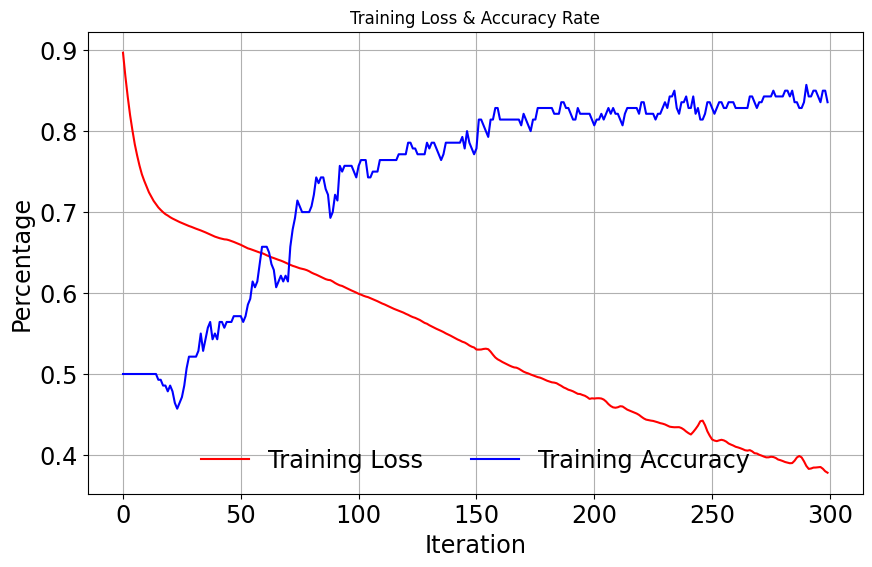 Training Loss & Accuracy Rate
0.9
0.8
0.7
0.6
0.5
0.4
Percentage
Training Loss Training Accuracy
0 50 100 150 200 250 300
Iteration